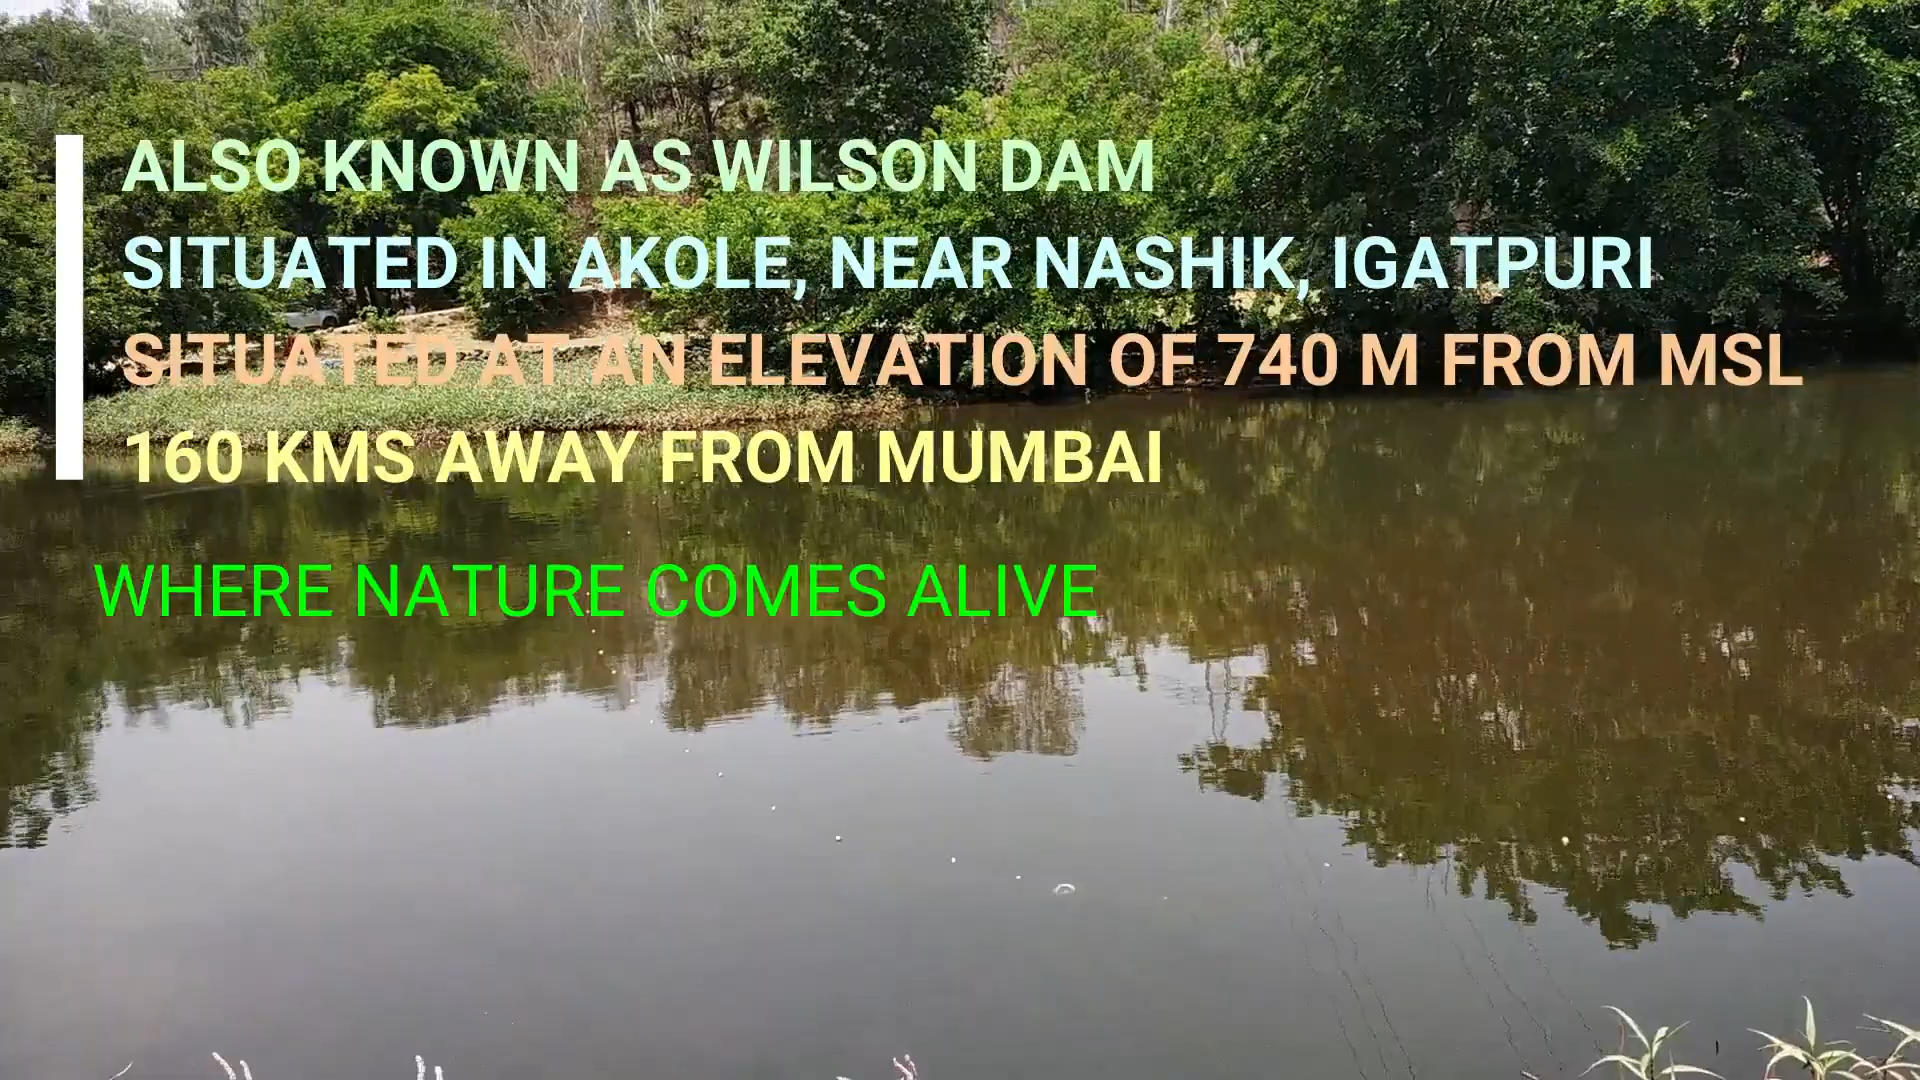 ALSO KNOWN AS WILSON DAM
SITUATED IN AKOLE, NEAR NASHIK, IGATPURI
SITUATED AT AN ELEVATION OF 740 M FROM MSL
160 KMS AWAY FROM MUMBAI
WHERE NATURE COMES ALIVE